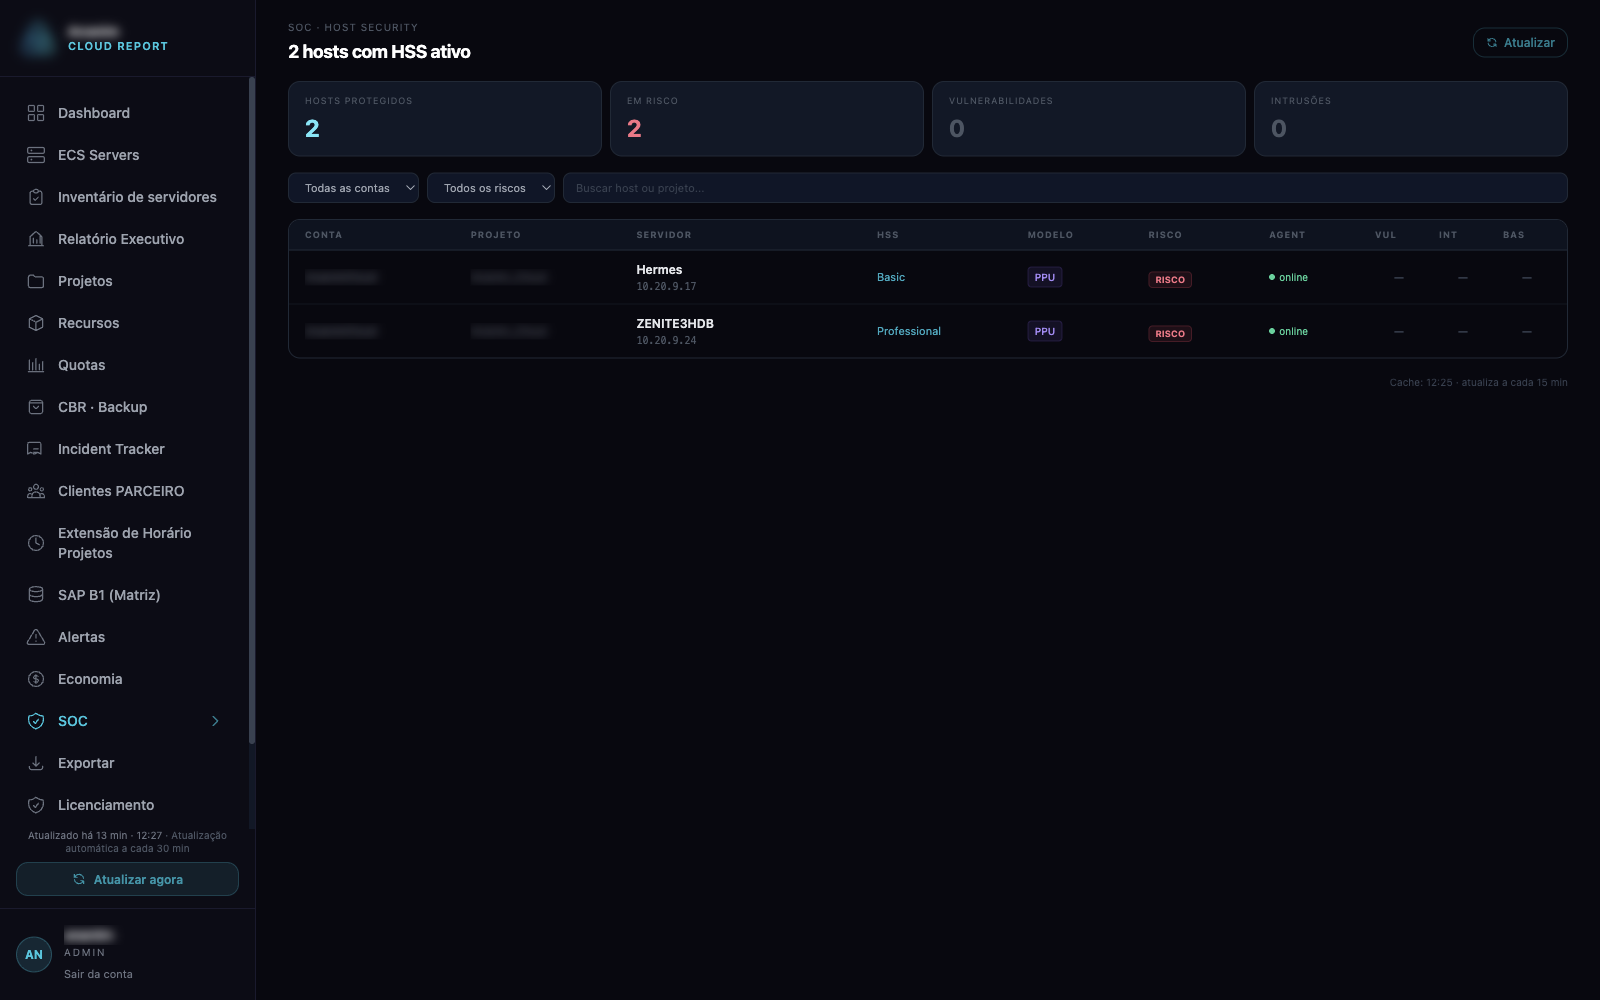 CLOUD REPORT
Dashboard
ECS Servers
Inventário de servidores
Relatório Executivo
Projetos
Recursos
Quotas
CBR · Backup
Incident Tracker
Clientes PARCEIRO
Extensão de Horário
Projetos
SAP B1 (Matriz)
Alertas
Economia
SOC
Exportar
Licenciamento
Atualizado há 13 min · 12:27 · Atualização
automática a cada 30 min
Atualizar agora
AN
ADMIN
Sair da conta
SOC · HOST SECURITY
2 hosts com HSS ativo
Atualizar
HOSTS PROTEGIDOS
2
EM RISCO
2
VULNERABILIDADES
0
INTRUSÕES
0
Todas as contas
Todos os riscos
Buscar host ou projeto...
CONTA PROJETO SERVIDOR HSS MODELO RISCO AGENT VUL INT BAS
Hermes
10.20.9.17
Basic PPU RISCO online — — —
ZENITE3HDB
10.20.9.24
Professional PPU RISCO online — — —
Cache: 12:25 · atualiza a cada 15 min